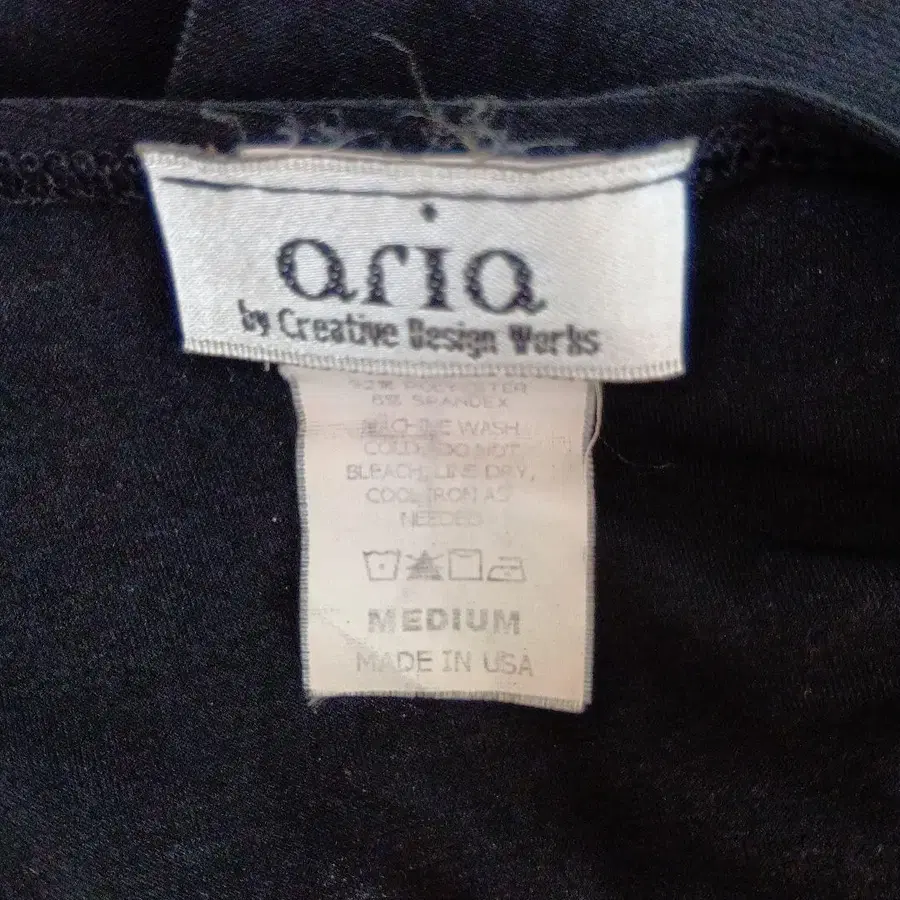 aria
by Creative Design Works
92% POLYESTER
8% SPANDEX
MACHINE WASH
COLD, DO NOT
BLEACH, LINE DRY,
COOL IRON AS
NEEDED
MEDIUM
MADE IN USA